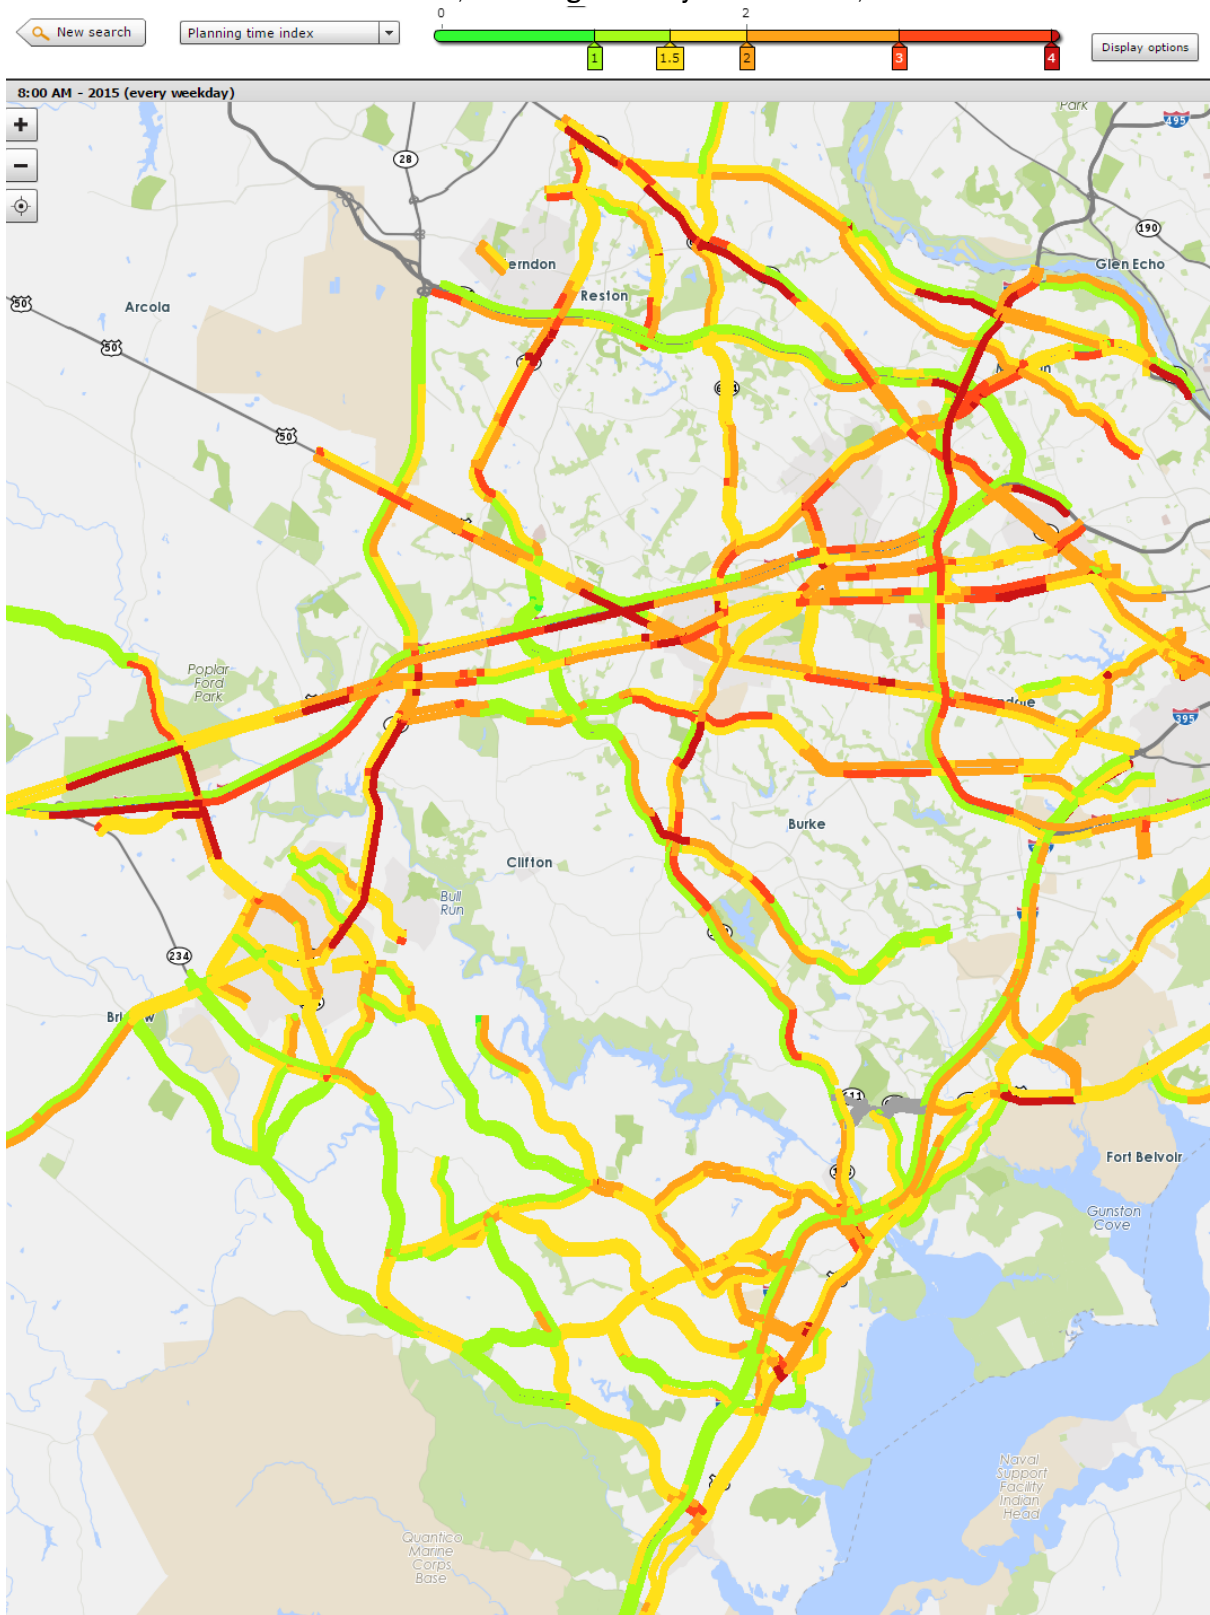 0
2
New search
Planning time index
1
1.5
2
3
4
Display options
8:00 AM - 2015 (every weekday)
Park
495
28
190
erndon
Glen Echo
50
Arcola
Reston
50
50
Poplar
Ford
Park
395
Burke
Clifton
Bull
Run
234
Fort Belvoir
Gunston
Cove
Naval
Support
Facility
Indian
Head
Quantico
Marine
Corps
Base